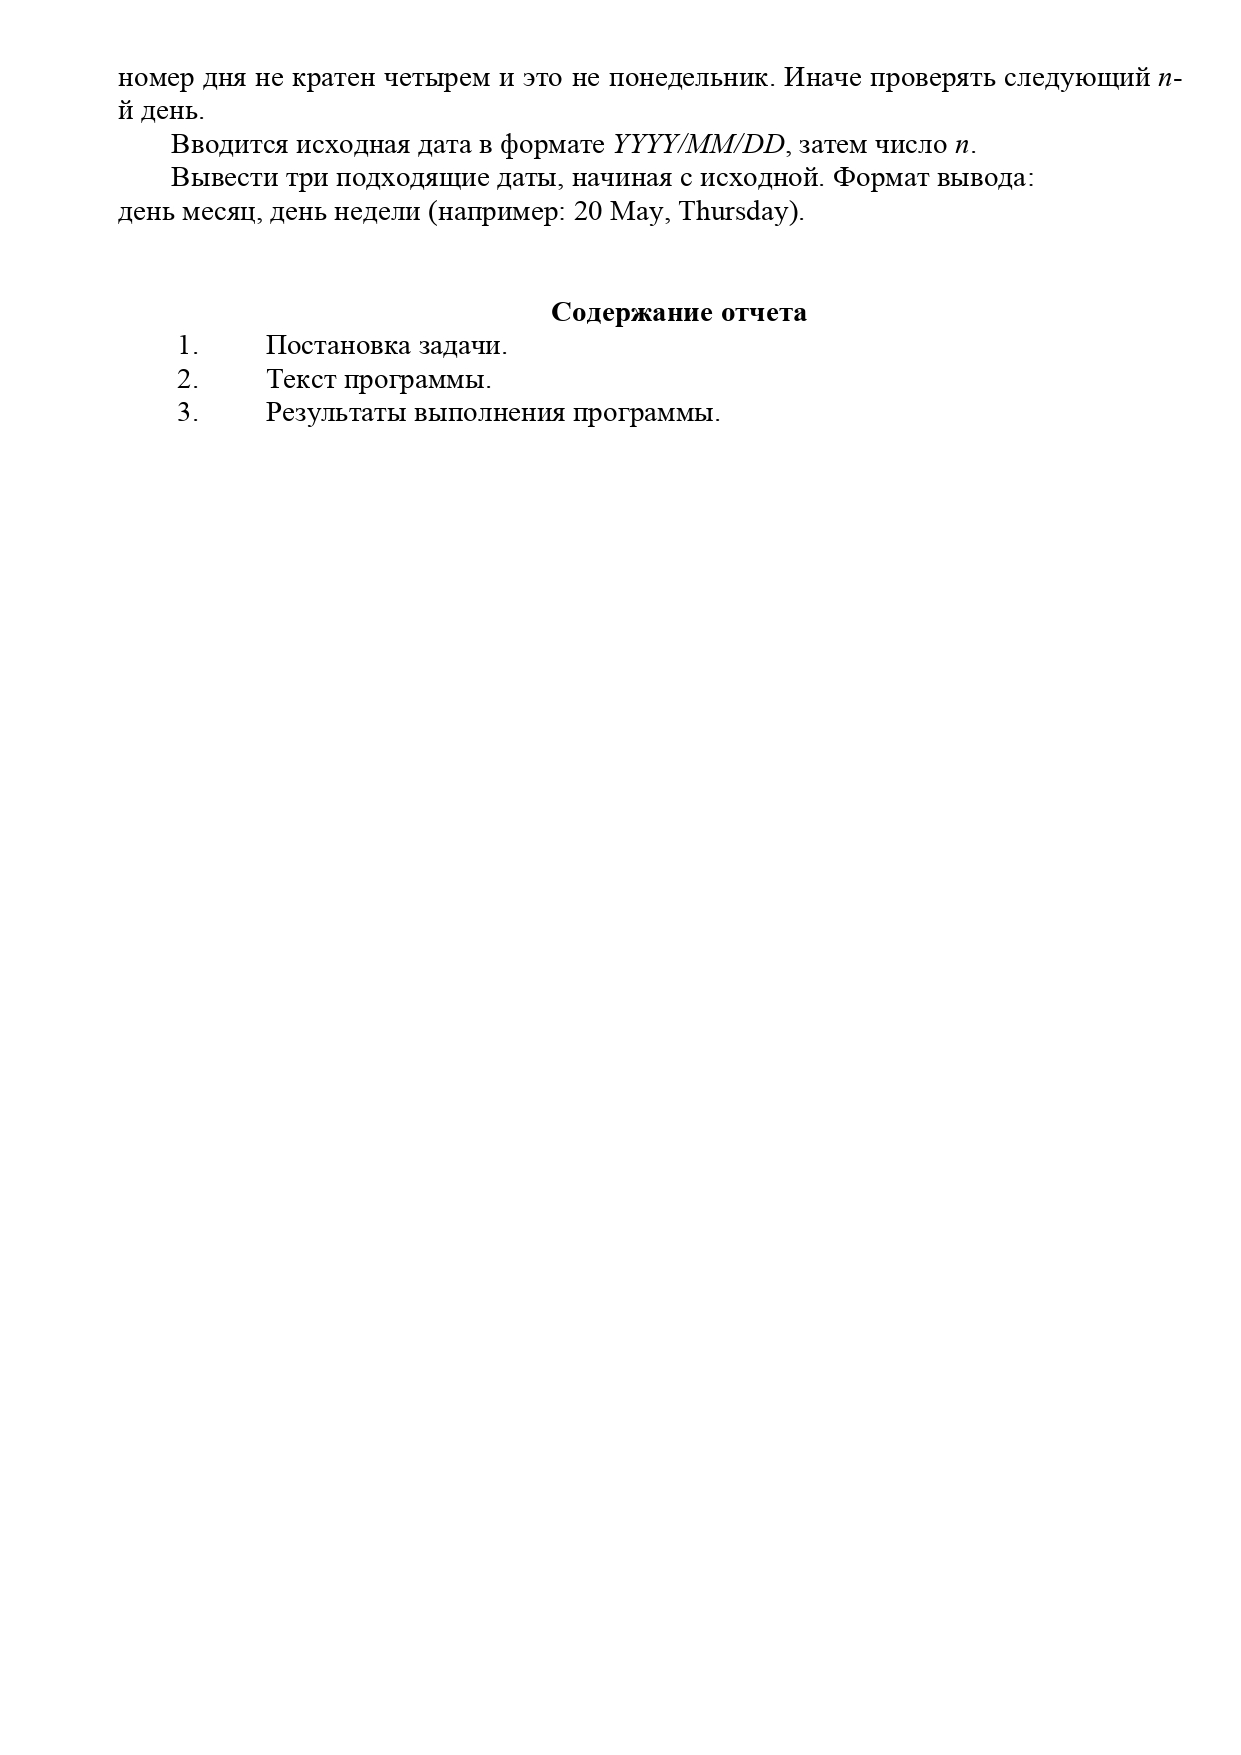 номер дня не кратен четырем и это не понедельник. Иначе проверять следующий n-
й день.
Вводится исходная дата в формате YYYY/MM/DD, затем число n.
Вывести три подходящие даты, начиная с исходной. Формат вывода:
день месяц, день недели (например: 20 May, Thursday).
Содержание отчета
1. Постановка задачи.
2. Текст программы.
3. Результаты выполнения программы.